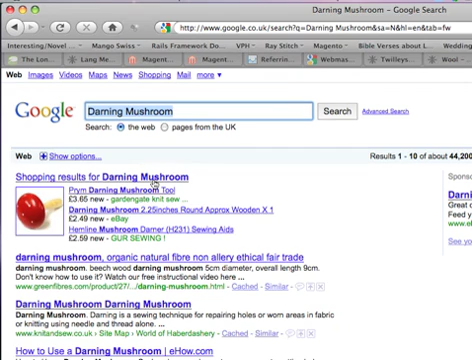 Darning Mushroom - Google Search
http://www.google.co.uk/search?q=Darning Mushroom&sa=N&hl=en&tab=fw
Interesting/Novel Mango Swiss Rails Framework Do... VPH Ray Stitch Magento Bible Verses about L...
The Lon... Lang Me... Magent... Magent... Referrin... Webmas... Twilleys... Twilley... Wool -
Web Images Videos Maps News Shopping Mail more ▼
Google Darning Mushroom Search Advanced Search
Search: the web pages from the UK
Web Show options... Results 1 - 10 of about 44,200
Shopping results for Darning Mushroom
Spons
Prym Darning Mushroom Tool
£3.65 new - gardengate knit sew ...
Darning Mushroom 2.25inches Round Approx Wooden X 1
£2.49 new - eBay
Hemline Mushroom Darner (H231) Sewing Aids
£2.59 new - GUR SEWING !
Darni
Great d
Feed y
www.e
See yo
darning mushroom, organic natural fibre non allery ethical fair trade
darning mushroom. beech wood darning mushroom 5cm diameter, overall length 9cm.
Don't know how to use it? Watch our free instructional video here ...
www.greenfibres.com/product/27/.../darning-mushroom.html - Cached - Similar -
Darning Mushroom Darning Mushroom
Darning Mushroom. Darning is a sewing technique for repairing holes or worn areas in fabric
or knitting using needle and thread alone. ...
www.knitandsew.co.uk › Site Map › World of Haberdashery - Cached - Similar -
How to Use a Darning Mushroom | eHow.com